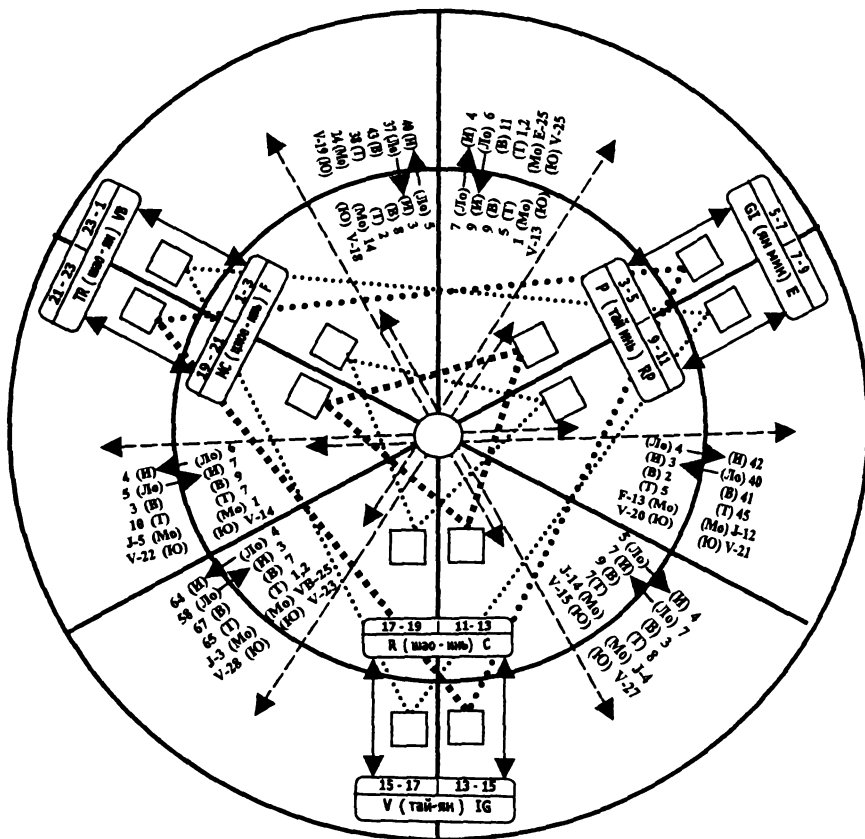 40 (И)
37 (Ло)
43 (В)
38 (Т)
24 (Мо)
V-19 (Ю)
(Ло) 5
(И) 3
(В) 8
(Т) 2
(Мо) 14
(Ю) V-18
(И) 4
(Ло) 6
(В) 11
(Т) 1,2
(Мо) E-25
(Ю) V-25
7 (Ло)
9 (И)
9 (В)
5 (Т)
1 (Мо)
V-13 (Ю)
21 - 23 23 - 1
TR (шао-ян) VB
19 - 21 1 - 3
MC (цзюе-инь) F
5-7 7-9
GI (ян мин) E
3-5 9-11
P (тай инь) RP
4 (И)
5 (Ло)
3 (В)
10 (Т)
J-5 (Мо)
V-22 (Ю)
(Ло) 6
(И) 7
(В) 9
(Т) 7
(Мо) 1
(Ю) V-14
(Ло) 4
(И) 3
(В) 2
(Т) 5
F-13 (Мо)
V-20 (Ю)
(И) 42
(Ло) 40
(В) 41
(Т) 45
(Мо) J-12
(Ю) V-21
64 (И)
58 (Ло)
67 (В)
65 (Т)
J-3 (Мо)
V-28 (Ю)
(Ло) 4
(И) 3
(В) 7
(Т) 1,2
(Мо) VB-25
(Ю) V-23
5 (Ло)
7 (И)
9 (В)
7 (Т)
J-14 (Мо)
V-15 (Ю)
(И) 4
(Ло) 7
(В) 3
(Т) 8
(Мо) J-4
(Ю) V-27
17 - 19 11 - 13
R (шао-инь) C
15 - 17 13 - 15
V (тай-ян) IG